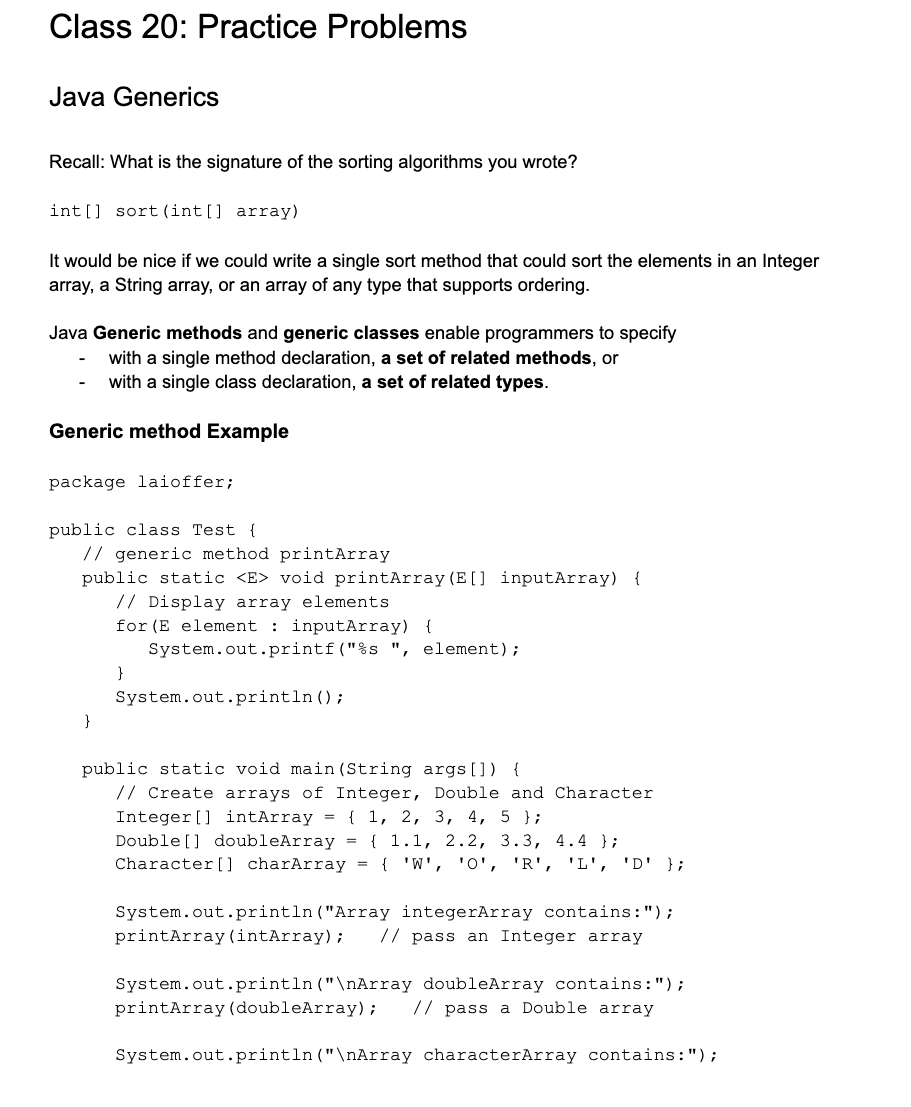 Class 20: Practice Problems
Java Generics
Recall: What is the signature of the sorting algorithms you wrote?
int[] sort(int[] array)
It would be nice if we could write a single sort method that could sort the elements in an Integer
array, a String array, or an array of any type that supports ordering.
Java Generic methods and generic classes enable programmers to specify
- with a single method declaration, a set of related methods, or
- with a single class declaration, a set of related types.
Generic method Example
package laioffer;
public class Test {
   // generic method printArray
   public static <E> void printArray(E[] inputArray) {
      // Display array elements
      for(E element : inputArray) {
         System.out.printf("%s ", element);
      }
      System.out.println();
   }
   public static void main(String args[]) {
      // Create arrays of Integer, Double and Character
      Integer[] intArray = { 1, 2, 3, 4, 5 };
      Double[] doubleArray = { 1.1, 2.2, 3.3, 4.4 };
      Character[] charArray = { 'W', 'O', 'R', 'L', 'D' };
      System.out.println("Array integerArray contains:");
      printArray(intArray);   // pass an Integer array
      System.out.println("\nArray doubleArray contains:");
      printArray(doubleArray);   // pass a Double array
      System.out.println("\nArray characterArray contains:");